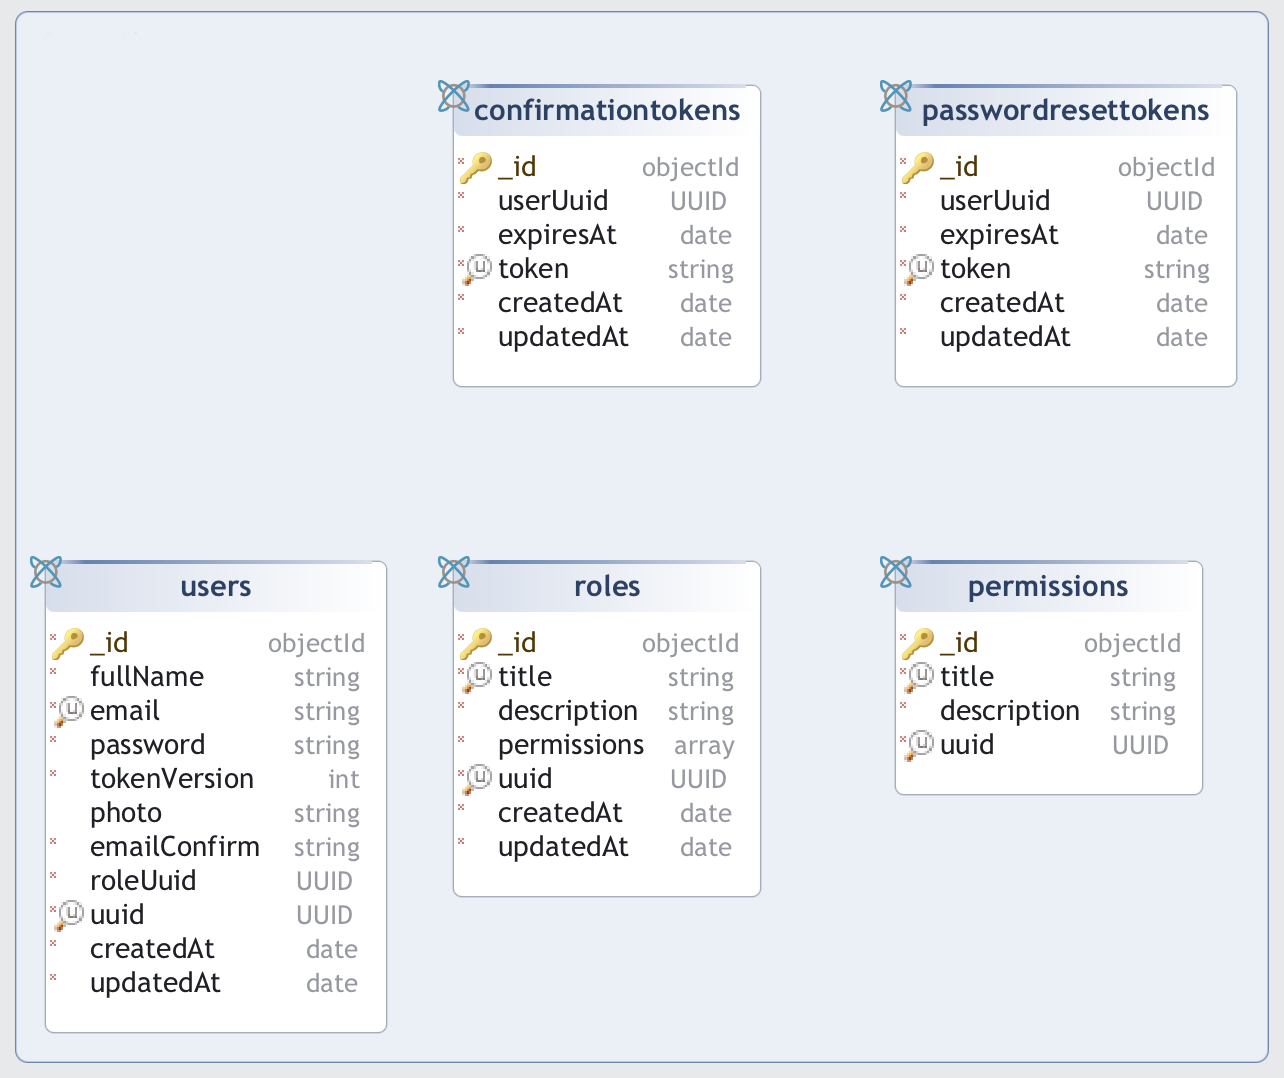 confirmationtokens
_id objectId
userUuid UUID
expiresAt date
token string
createdAt date
updatedAt date
passwordresettokens
_id objectId
userUuid UUID
expiresAt date
token string
createdAt date
updatedAt date
users
_id objectId
fullName string
email string
password string
tokenVersion int
photo string
emailConfirm string
roleUuid UUID
uuid UUID
createdAt date
updatedAt date
roles
_id objectId
title string
description string
permissions array
uuid UUID
createdAt date
updatedAt date
permissions
_id objectId
title string
description string
uuid UUID